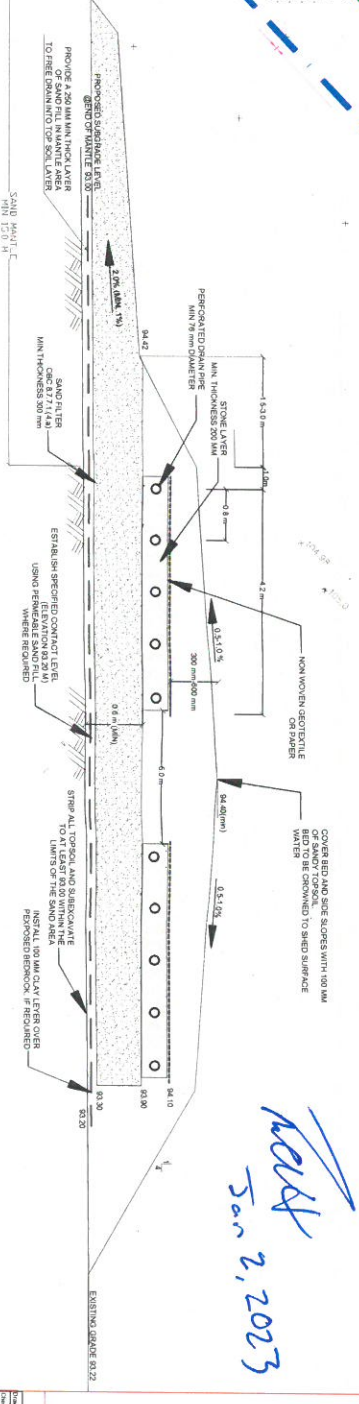 COVER BED AND SIDE SLOPES WITH 100 MM
OF SANDY TOPSOIL
BED TO BE CROWNED TO SHED SURFACE
WATER
NON WOVEN GEOTEXTILE
OR PAPER
1.5-3.0 m
1.0m
4.2 m
0.8 m
STONE LAYER
MIN. THICKNESS 200 MM
PERFORATED DRAIN PIPE
MIN 76 mm DIAMETER
94.42
0.5-1.0 %
300 mm-600 mm
94.40(min)
0.5-1.0%
6.0 m
94.10
93.90
93.30
93.20
4
1
PROPOSED SUBGRADE LEVEL
@END OF MANTLE 93.00
2.0% (MIN. 1%)
0.6 m (MIN)
EXISTING GRADE 93.22
PROVIDE A 250 MM MIN THICK LAYER
OF SAND FILL IN MANTLE AREA
TO FREE DRAIN INTO TOP SOIL LAYER
SAND FILTER
OBC 8.7.7.1.(4.a)
MIN.THICKNESS 300 mm
ESTABLISH SPECIFIED CONTACT LEVEL
(ELEVATION 93.20 M)
USING PERMEABLE SAND FILL
WHERE REQUIRED
STRIP ALL TOPSOIL AND SUBEXCAVATE
TO AT LEAST 93.00 WITHIN THE
LIMITS OF THE SAND AREA
INSTALL 100 MM CLAY LEYER OVER
PEXPOSED BEDROCK, IF REQUIRED
SAND MANTLE
MIN 15.0 M
Jan 2, 2023